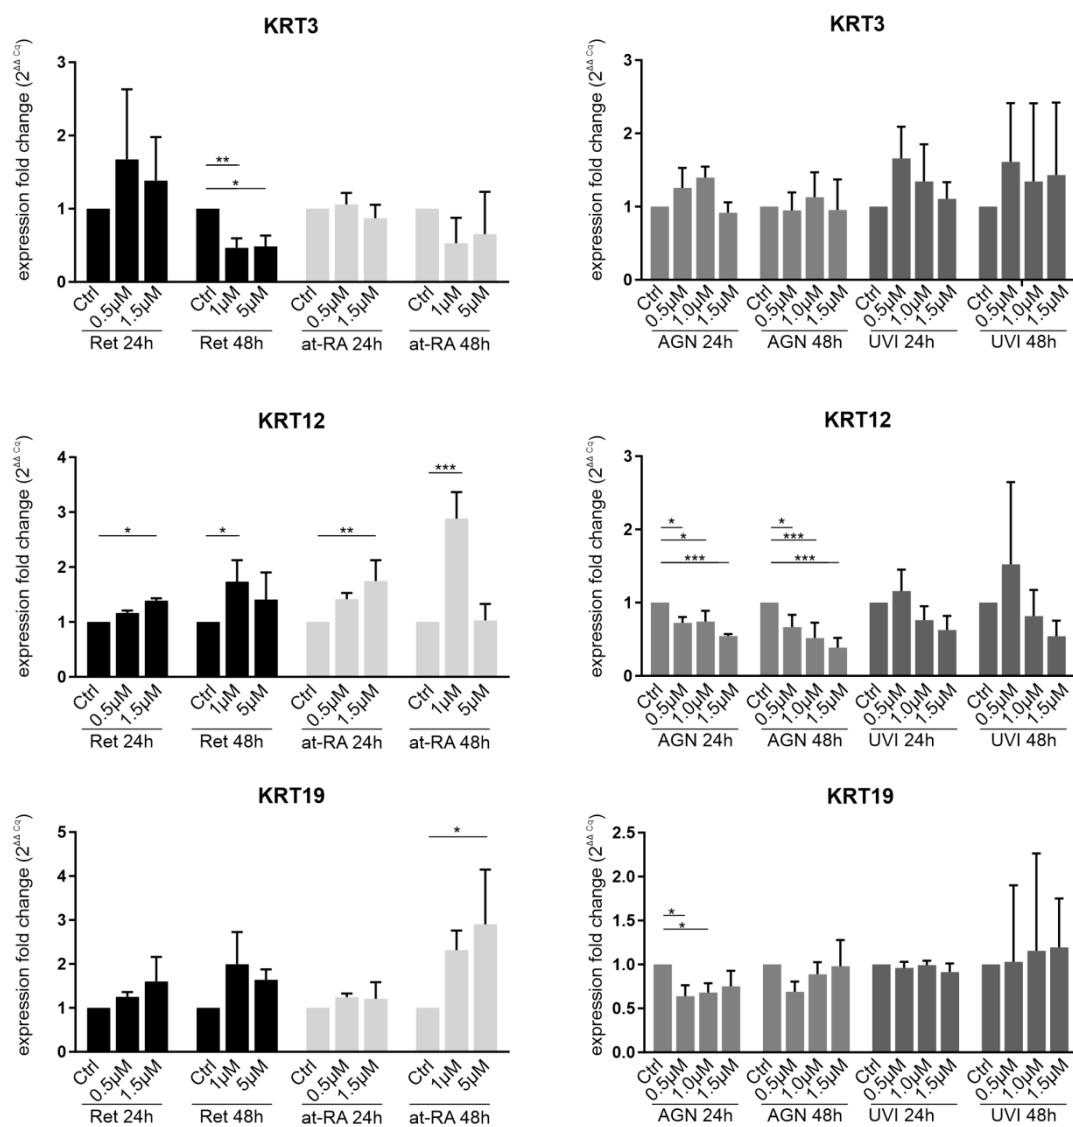 KRT3
expression fold change (2^ΔΔ Cq)
3
2
1
0
** 
*
Ctrl 0.5µM 1.5µM Ctrl 1µM 5µM Ctrl 0.5µM 1.5µM Ctrl 1µM 5µM
Ret 24h Ret 48h at-RA 24h at-RA 48h
KRT3
expression fold change (2^ΔΔ Cq)
3
2
1
0
Ctrl 0.5µM 1.0µM 1.5µM Ctrl 0.5µM 1.0µM 1.5µM Ctrl 0.5µM 1.0µM 1.5µM Ctrl 0.5µM 1.0µM 1.5µM
AGN 24h AGN 48h UVI 24h UVI 48h
KRT12
expression fold change (2^ΔΔ Cq)
4
3
2
1
0
* * ** ***
Ctrl 0.5µM 1.5µM Ctrl 1µM 5µM Ctrl 0.5µM 1.5µM Ctrl 1µM 5µM
Ret 24h Ret 48h at-RA 24h at-RA 48h
KRT12
expression fold change (2^ΔΔ Cq)
3
2
1
0
* *
* ***
*** ***
Ctrl 0.5µM 1.0µM 1.5µM Ctrl 0.5µM 1.0µM 1.5µM Ctrl 0.5µM 1.0µM 1.5µM Ctrl 0.5µM 1.0µM 1.5µM
AGN 24h AGN 48h UVI 24h UVI 48h
KRT19
expression fold change (2^ΔΔ Cq)
5
4
3
2
1
0
*
Ctrl 0.5µM 1.5µM Ctrl 1µM 5µM Ctrl 0.5µM 1.5µM Ctrl 1µM 5µM
Ret 24h Ret 48h at-RA 24h at-RA 48h
KRT19
expression fold change (2^ΔΔ Cq)
2.5
2.0
1.5
1.0
0.5
0.0
*
*
Ctrl 0.5µM 1.0µM 1.5µM Ctrl 0.5µM 1.0µM 1.5µM Ctrl 0.5µM 1.0µM 1.5µM Ctrl 0.5µM 1.0µM 1.5µM
AGN 24h AGN 48h UVI 24h UVI 48h